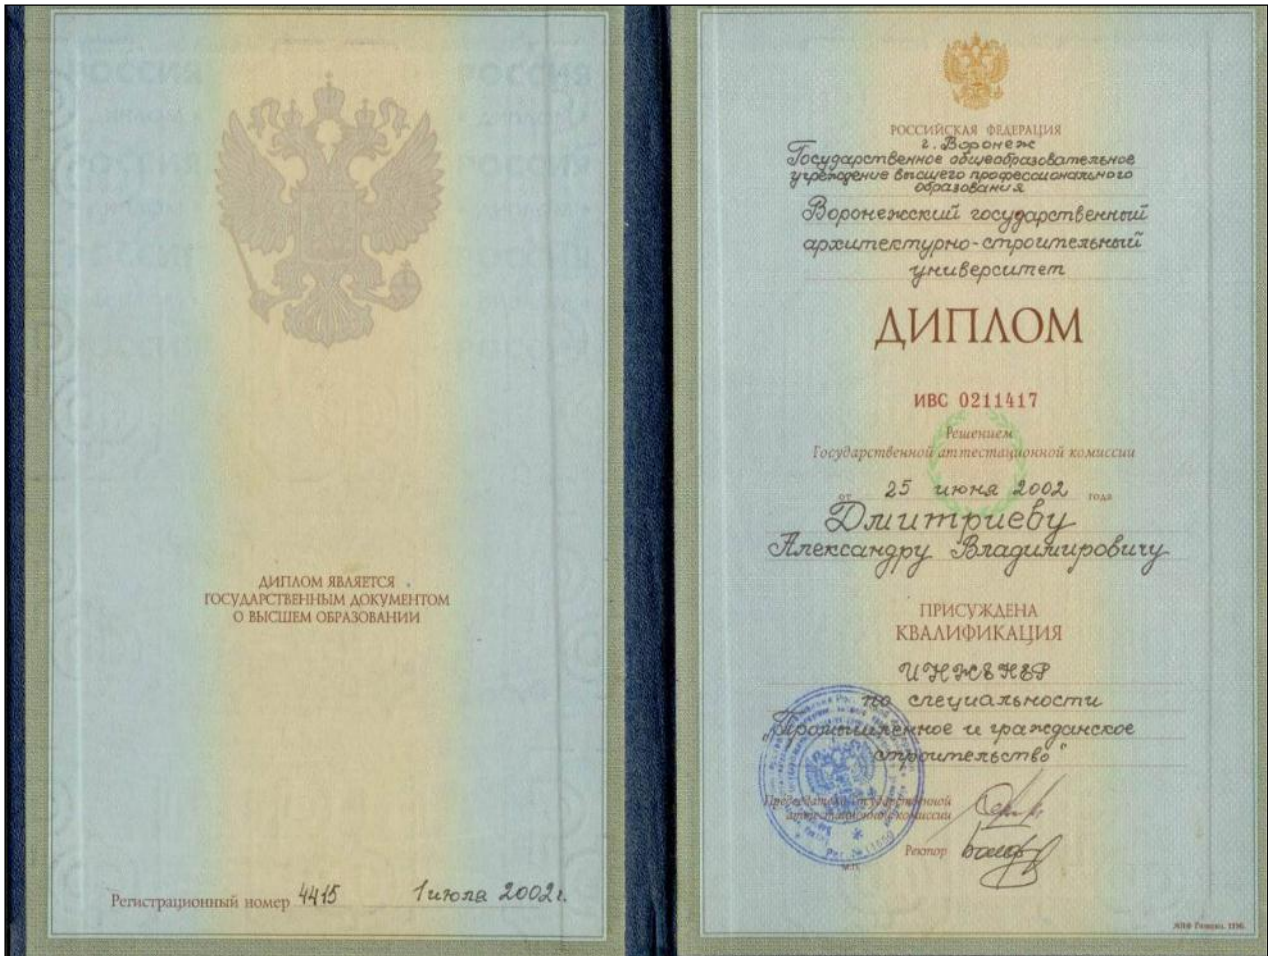 ДИПЛОМ ЯВЛЯЕТСЯ
ГОСУДАРСТВЕННЫМ ДОКУМЕНТОМ
О ВЫСШЕМ ОБРАЗОВАНИИ
Регистрационный номер 4415 1 июля 2002 г.
РОССИЙСКАЯ ФЕДЕРАЦИЯ
г. Воронеж
Государственное общеобразовательное
учреждение высшего профессионального
образования
Воронежский государственный
архитектурно-строительный
университет
ДИПЛОМ
ИВС 0211417
Решением
Государственной аттестационной комиссии
от 25 июня 2002 года
Дмитриеву
Александру Владимировичу
ПРИСУЖДЕНА
КВАЛИФИКАЦИЯ
ИНЖЕНЕР
по специальности
"Промышленное и гражданское
строительство"
Председатель Государственной
аттестационной комиссии
Ректор
М.П.